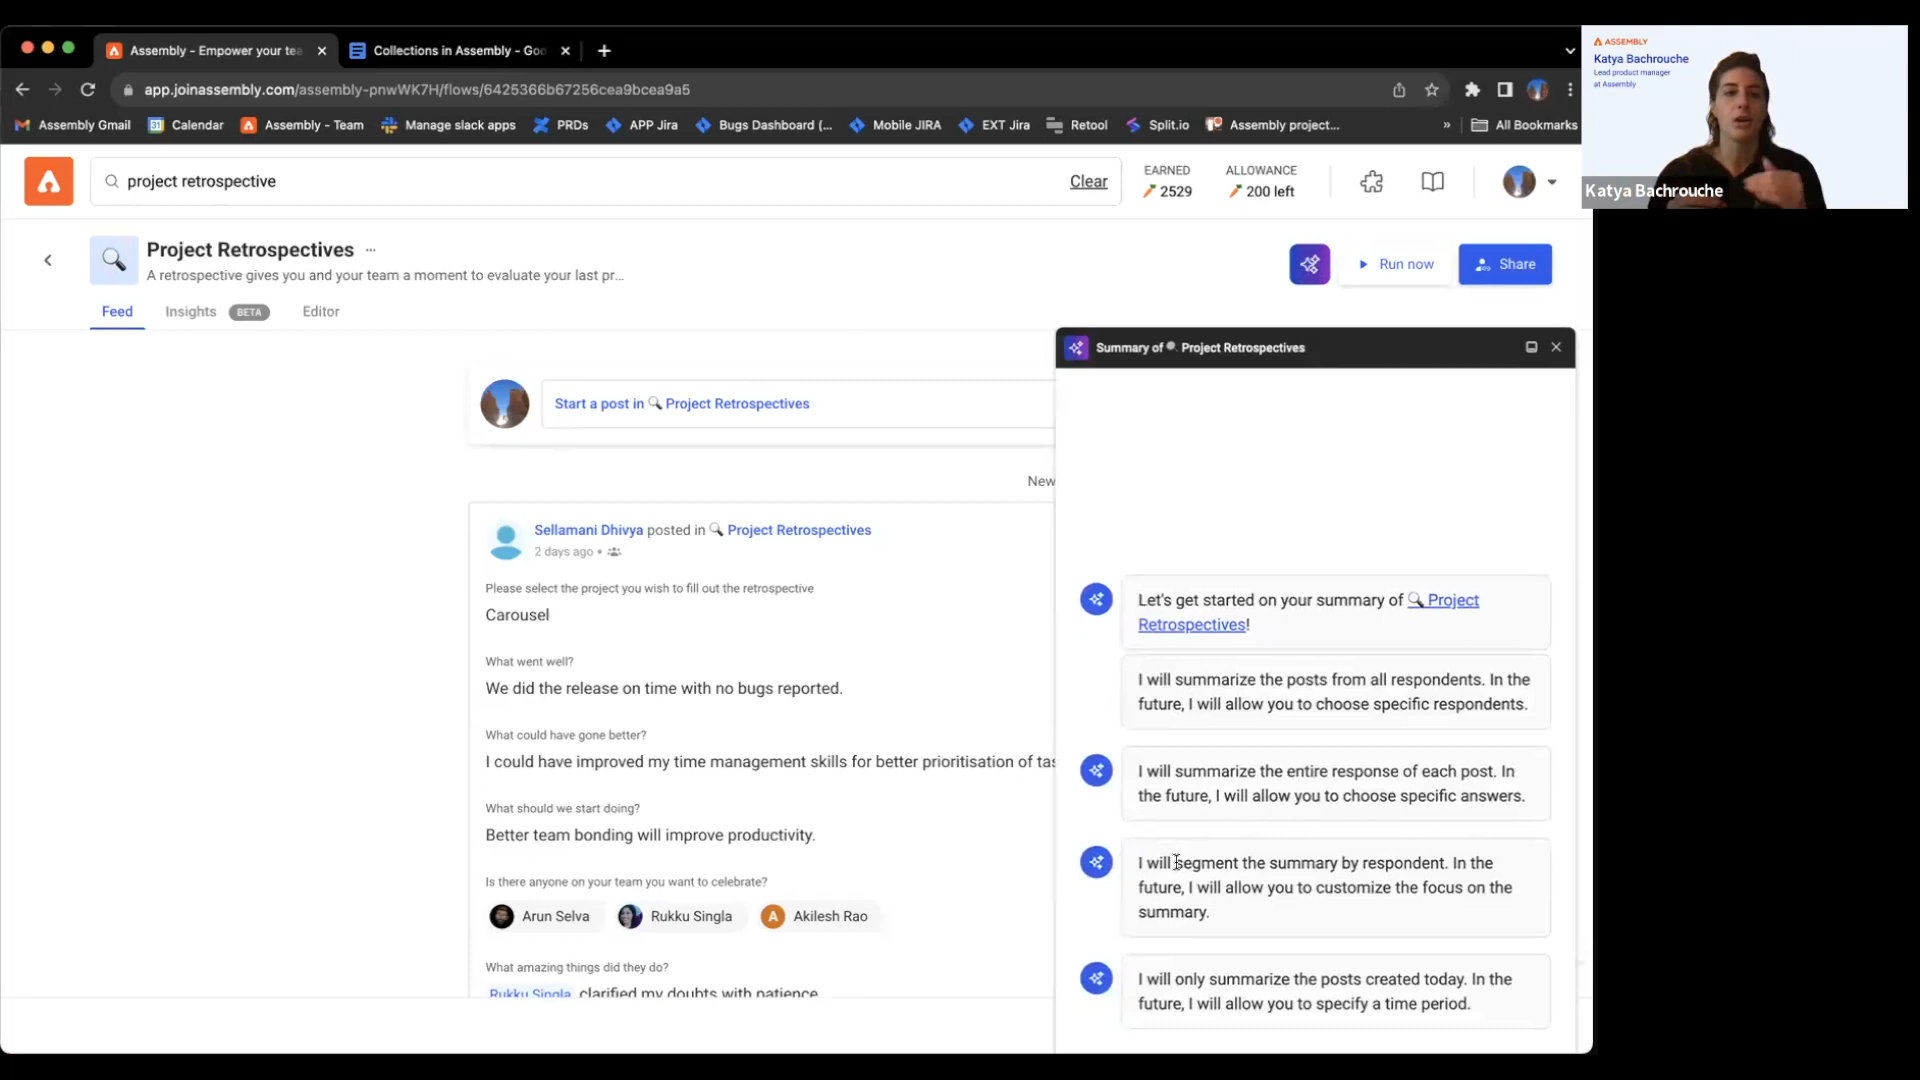 Assembly - Empower your tea
Collections in Assembly - Goo
app.joinassembly.com/assembly-pnwWK7H/flows/6425366b67256cea9bcea9a5
Assembly Gmail
31
Calendar
Assembly - Team
Manage slack apps
PRDs
APP Jira
Bugs Dashboard (...
Mobile JIRA
EXT Jira
Retool
Split.io
Assembly project...
»
All Bookmarks
ASSEMBLY
Katya Bachrouche
Lead product manager
at Assembly
Katya Bachrouche
project retrospective
Clear
EARNED
2529
ALLOWANCE
200 left
Project Retrospectives ...
A retrospective gives you and your team a moment to evaluate your last pr...
Run now
Share
Feed
Insights BETA
Editor
Start a post in Project Retrospectives
New
Sellamani Dhivya posted in Project Retrospectives
2 days ago •
Please select the project you wish to fill out the retrospective
Carousel
What went well?
We did the release on time with no bugs reported.
What could have gone better?
I could have improved my time management skills for better prioritisation of tas
What should we start doing?
Better team bonding will improve productivity.
Is there anyone on your team you want to celebrate?
Arun Selva
Rukku Singla
A Akilesh Rao
What amazing things did they do?
Rukku Singla clarified my doubts with patience
Summary of Project Retrospectives
Let's get started on your summary of Project
Retrospectives!
I will summarize the posts from all respondents. In the
future, I will allow you to choose specific respondents.
I will summarize the entire response of each post. In
the future, I will allow you to choose specific answers.
I will segment the summary by respondent. In the
future, I will allow you to customize the focus on the
summary.
I will only summarize the posts created today. In the
future, I will allow you to specify a time period.